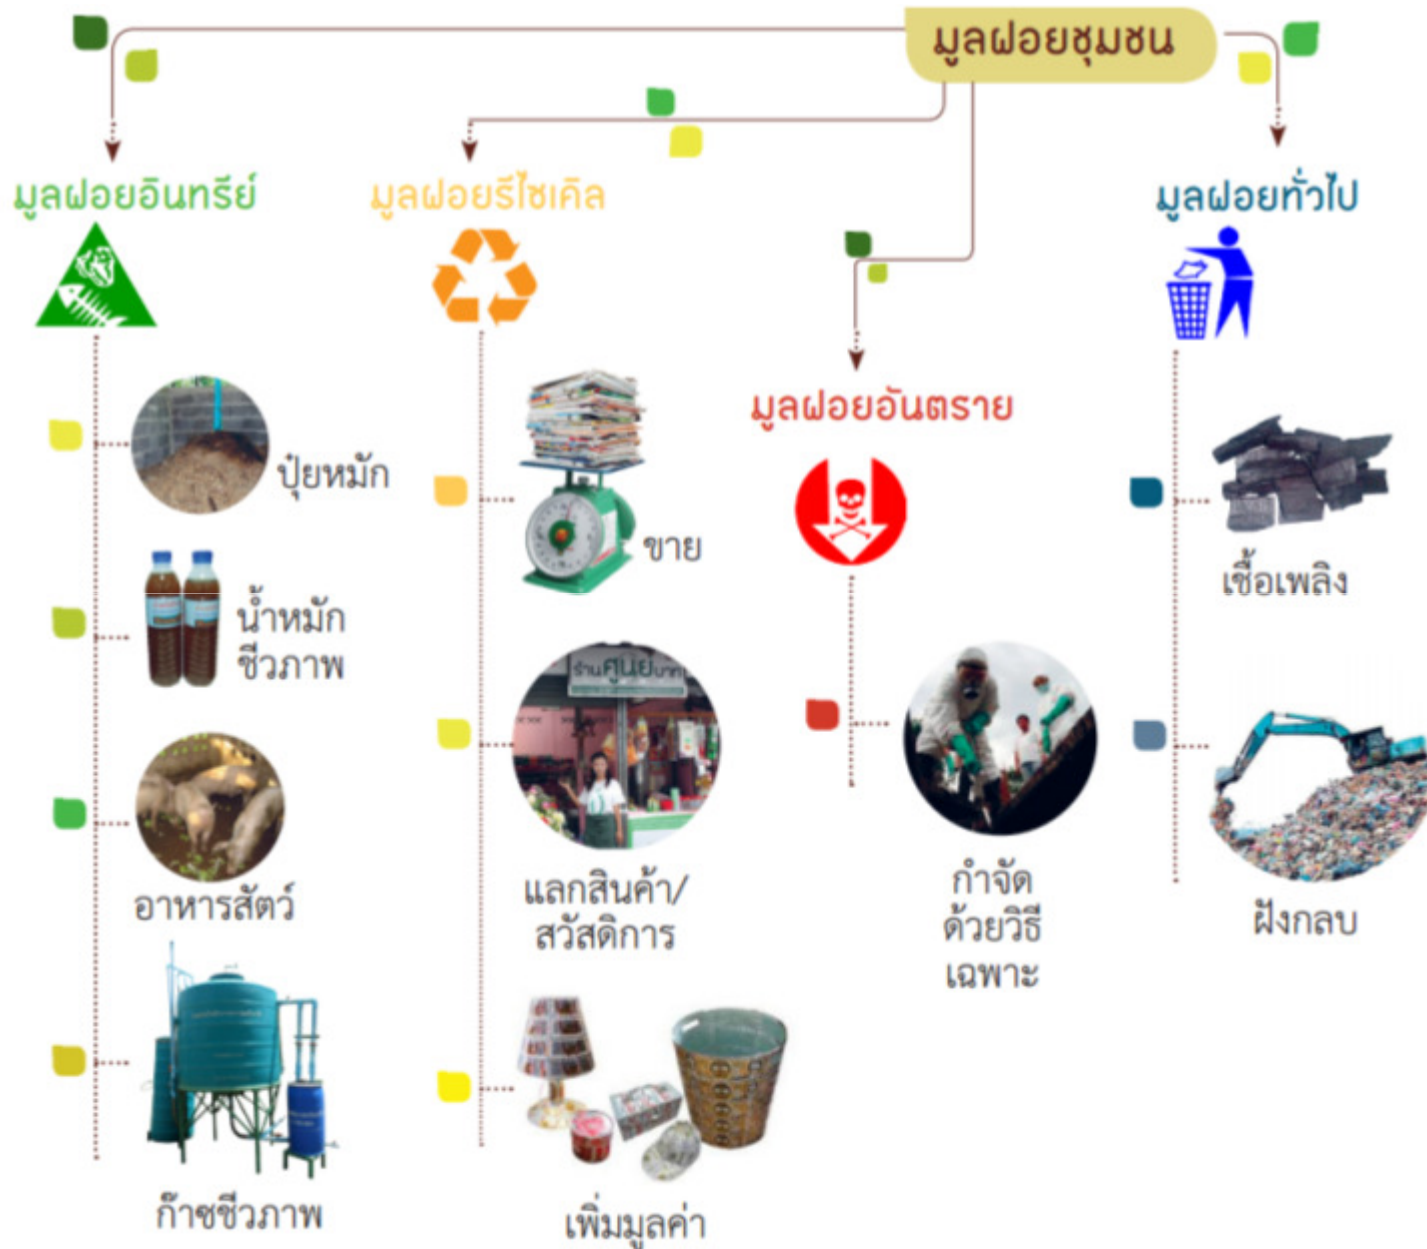 มูลฝอยชุมชน
มูลฝอยอินทรีย์
ปุ๋ยหมัก
น้ำหมัก
ชีวภาพ
อาหารสัตว์
ก๊าซชีวภาพ
มูลฝอยรีไซเคิล
ขาย
ร้านศูนย์บาท
แลกสินค้า/
สวัสดิการ
เพิ่มมูลค่า
มูลฝอยอันตราย
กำจัด
ด้วยวิธี
เฉพาะ
มูลฝอยทั่วไป
เชื้อเพลิง
ฝังกลบ